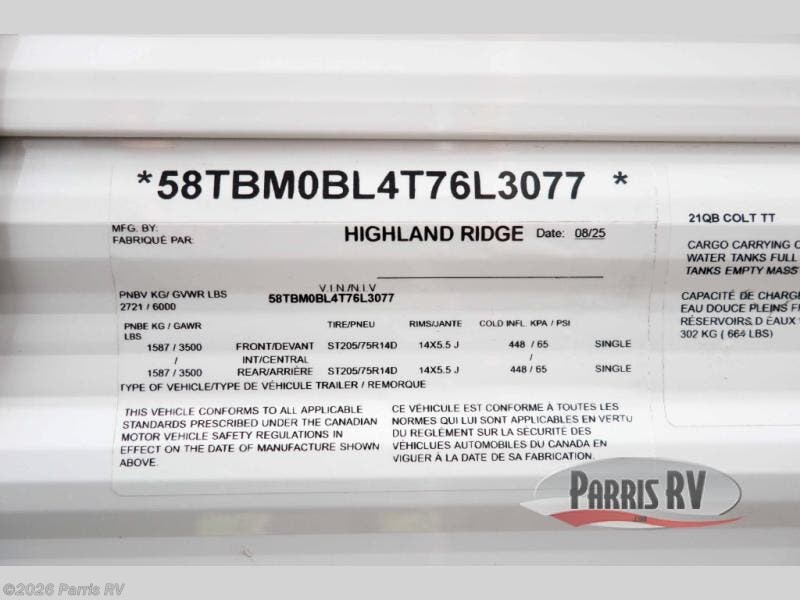 *58TBM0BL4T76L3077 *
MFG. BY:
FABRIQUÉ PAR:
HIGHLAND RIDGE Date: 08/25
V.I.N./N.I.V
PNBV KG/ GVWR LBS 58TBM0BL4T76L3077
2721 / 6000
PNBE KG / GAWR LBS TIRE/PNEU RIMS/JANTE COLD INFL. KPA / PSI
1587 / 3500 FRONT/DEVANT ST205/75R14D 14X5.5 J 448 / 65 SINGLE
/ INT/CENTRAL /
1587 / 3500 REAR/ARRIÈRE ST205/75R14D 14X5.5 J 448 / 65 SINGLE
TYPE OF VEHICLE/TYPE DE VÉHICULE TRAILER / REMORQUE
THIS VEHICLE CONFORMS TO ALL APPLICABLE
STANDARDS PRESCRIBED UNDER THE CANADIAN
MOTOR VEHICLE SAFETY REGULATIONS IN
EFFECT ON THE DATE OF MANUFACTURE SHOWN
ABOVE.
CE VÉHICULE EST CONFORME À TOUTES LES
NORMES QUI LUI SONT APPLICABLES EN VERTU
DU REGLÉMENT SUR LA SÉCURITÉ DES
VÉHCLUES AUTOMOBILES DU CANADA EN
VIGUER À LA DATE DE SA FABRICATION.
21QB COLT TT
CARGO CARRYING
WATER TANKS FULL
TANKS EMPTY MASS
CAPACITÉ DE CHARGE
EAU DOUCE PLEINS
RÉSERVOIRS,D ÉAUX
302 KG ( 664 LBS)
PARRIS RV
©2026 Parris RV